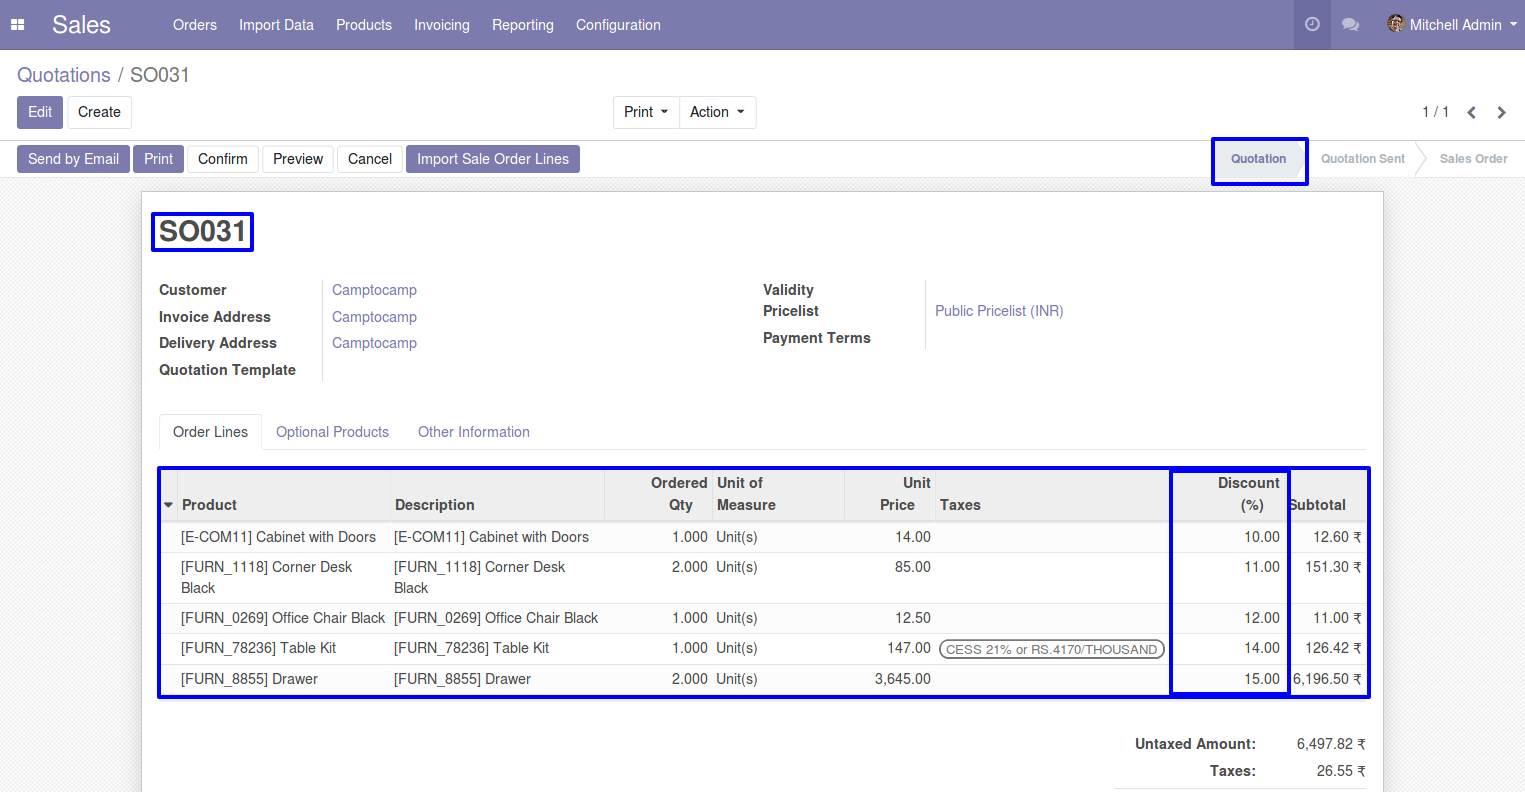 Sales Orders Import Data Products Invoicing Reporting Configuration Mitchell Admin
Quotations / SO031
Edit Create Print Action 1 / 1
Send by Email Print Confirm Preview Cancel Import Sale Order Lines Quotation Quotation Sent Sales Order
SO031
Customer Camptocamp Validity
Invoice Address Camptocamp Pricelist Public Pricelist (INR)
Delivery Address Camptocamp Payment Terms
Quotation Template
Order Lines Optional Products Other Information
Ordered Unit of Unit Discount
Product Description Qty Measure Price Taxes (%) Subtotal
[E-COM11] Cabinet with Doors [E-COM11] Cabinet with Doors 1.000 Unit(s) 14.00 10.00 12.60 ₹
[FURN_1118] Corner Desk [FURN_1118] Corner Desk 2.000 Unit(s) 85.00 11.00 151.30 ₹
Black Black
[FURN_0269] Office Chair Black [FURN_0269] Office Chair Black 1.000 Unit(s) 12.50 12.00 11.00 ₹
[FURN_78236] Table Kit [FURN_78236] Table Kit 1.000 Unit(s) 147.00 CESS 21% or RS.4170/THOUSAND 14.00 126.42 ₹
[FURN_8855] Drawer [FURN_8855] Drawer 2.000 Unit(s) 3,645.00 15.00 6,196.50 ₹
Untaxed Amount: 6,497.82 ₹
Taxes: 26.55 ₹